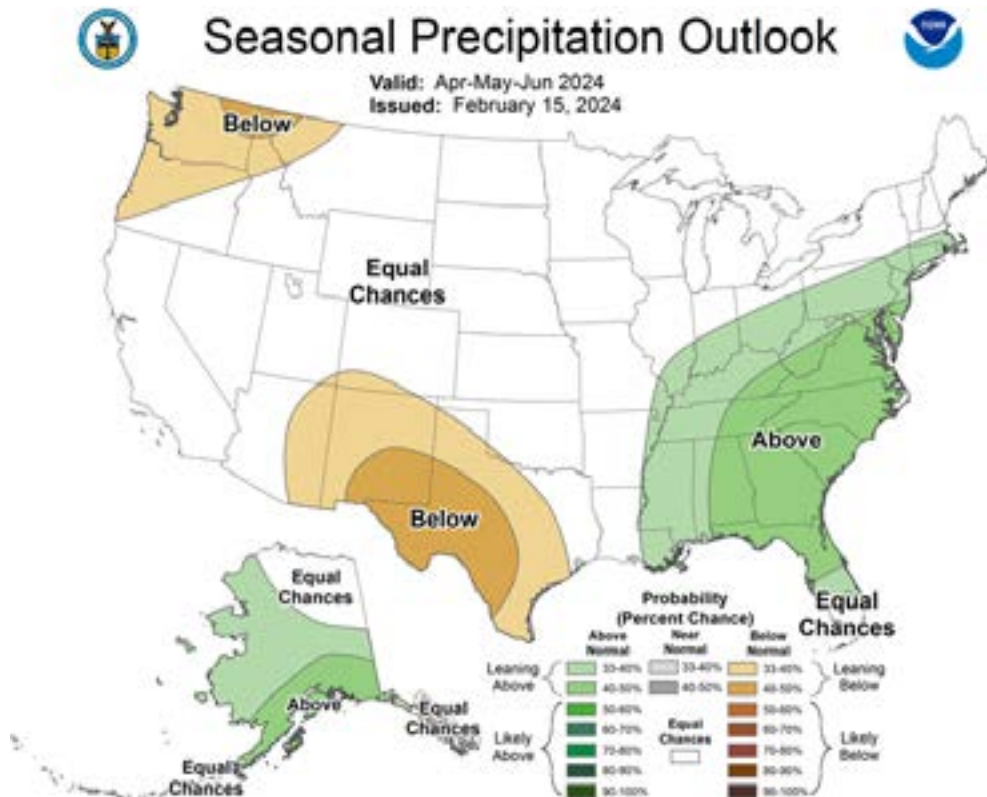 Seasonal Precipitation Outlook
Valid: Apr-May-Jun 2024
Issued: February 15, 2024
Below
Equal
Chances
Above
Below
Equal
Chances
Equal
Chances
Above
Equal
Chances
Equal
Chances
Probability
(Percent Chance)
Above
Normal
Near
Normal
Below
Normal
Leaning
Above
33-40% 33-40% 33-40%
40-50% 40-50% 40-50%
Leaning
Below
Likely
Above
50-60% 50-60%
60-70% 60-70%
70-80% 70-80%
80-90% 80-90%
90-100% 90-100%
Equal
Chances
Likely
Below